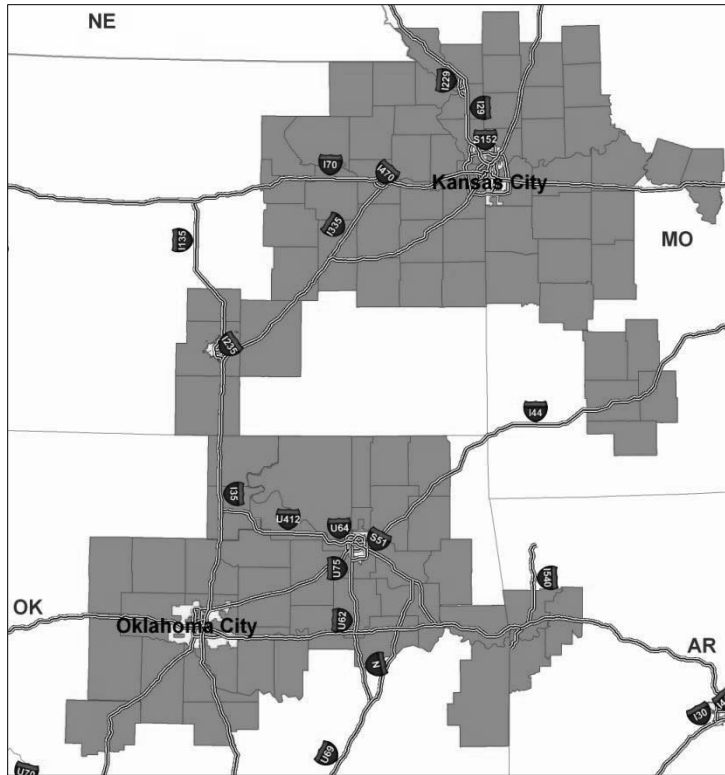 NE
I229
I29
S152
I70
I470
Kansas City
I335
I135
MO
I235
I44
I35
U412
U64
S51
U75
I540
OK
U62
Oklahoma City
AR
N
I30
U69